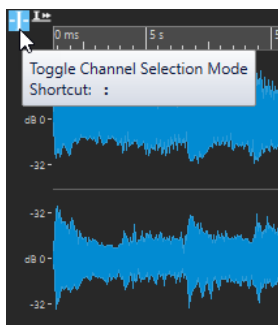 0 ms
5 s
Toggle Channel Selection Mode
Shortcut: :
dB 0-
-32-
-32-
dB 0-
-32-